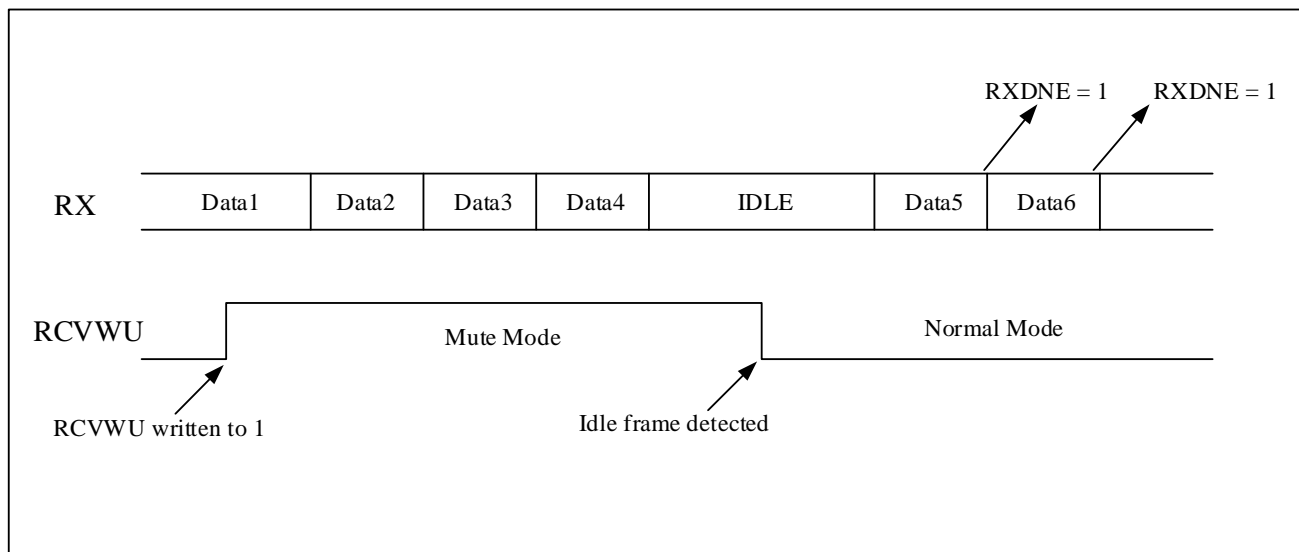 RXDNE = 1 RXDNE = 1
RX Data1 Data2 Data3 Data4 IDLE Data5 Data6
RCVWU Mute Mode Normal Mode
RCVWU written to 1 Idle frame detected